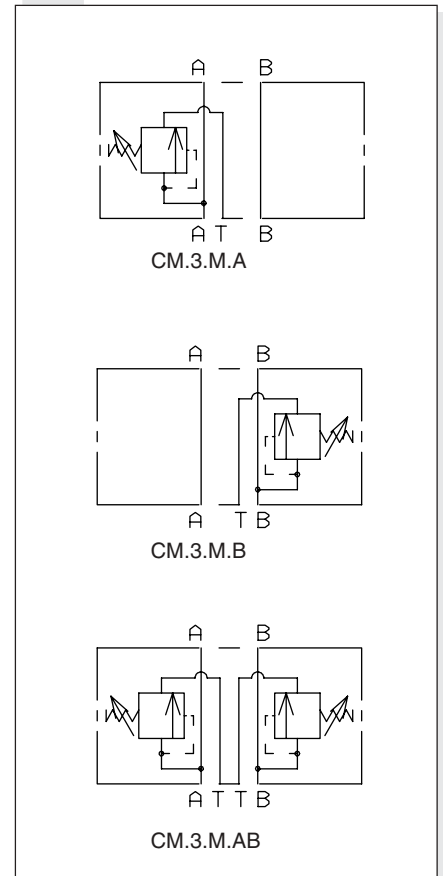 A B
A T B
CM.3.M.A
A B
A T B
CM.3.M.B
A B
A T T B
CM.3.M.AB